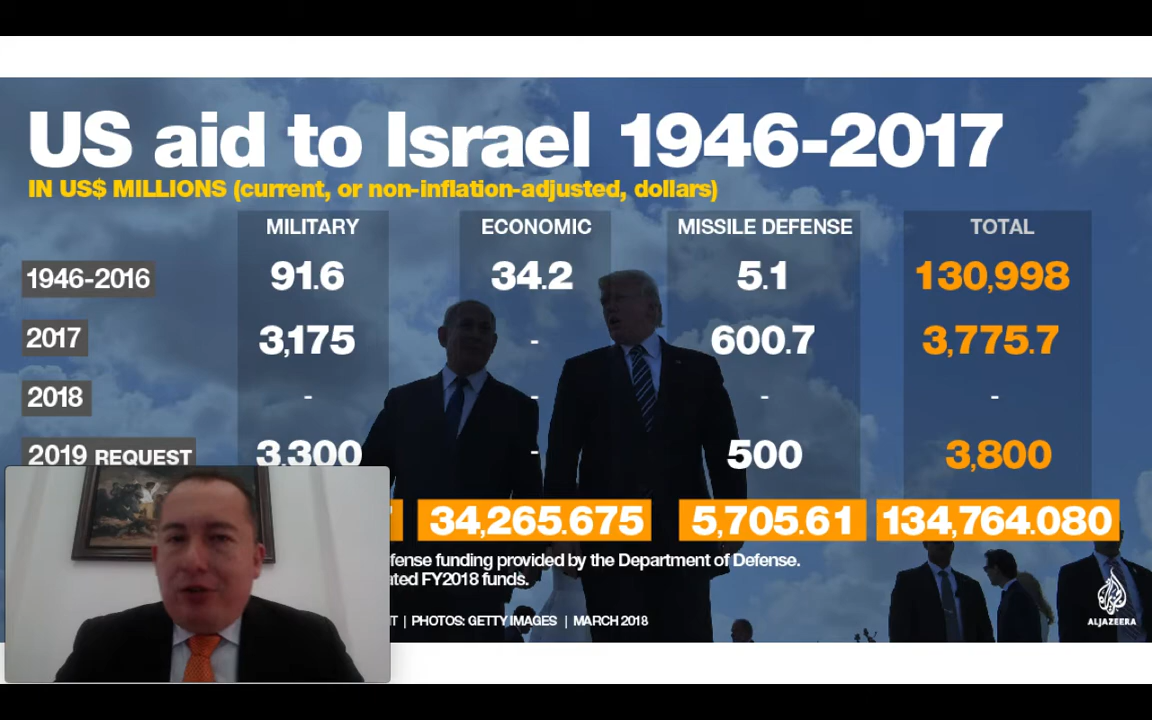 US aid to Israel 1946-2017
IN US$ MILLIONS (current, or non-inflation-adjusted, dollars)
MILITARY ECONOMIC MISSILE DEFENSE TOTAL
1946-2016 91.6 34.2 5.1 130,998
2017 3,175 - 600.7 3,775.7
2018 - - - -
2019 REQUEST 3,300 - 500 3,800
34,265.675 5,705.61 134,764.080
funding provided by the Department of Defense.
FY2018 funds.
| PHOTOS: GETTY IMAGES | MARCH 2018
ALJAZEERA